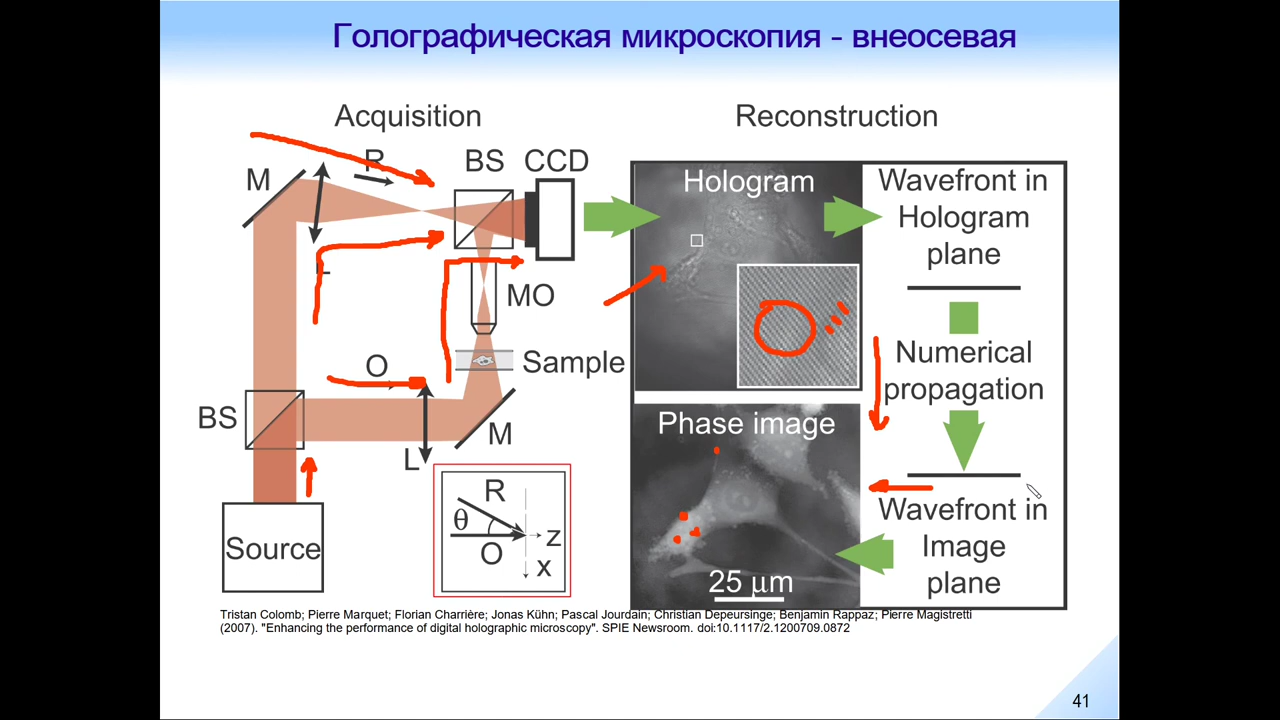 Голографическая микроскопия - внеосевая
Acquisition
Reconstruction
M
R
BS
CCD
L
MO
O
Sample
BS
L
M
Source
R
θ
O
z
x
Hologram
Wavefront in
Hologram
plane
Numerical
propagation
Phase image
25 μm
Wavefront in
Image
plane
Tristan Colomb; Pierre Marquet; Florian Charrière; Jonas Kühn; Pascal Jourdain; Christian Depeursinge; Benjamin Rappaz; Pierre Magistretti
(2007). "Enhancing the performance of digital holographic microscopy". SPIE Newsroom. doi:10.1117/2.1200709.0872
41